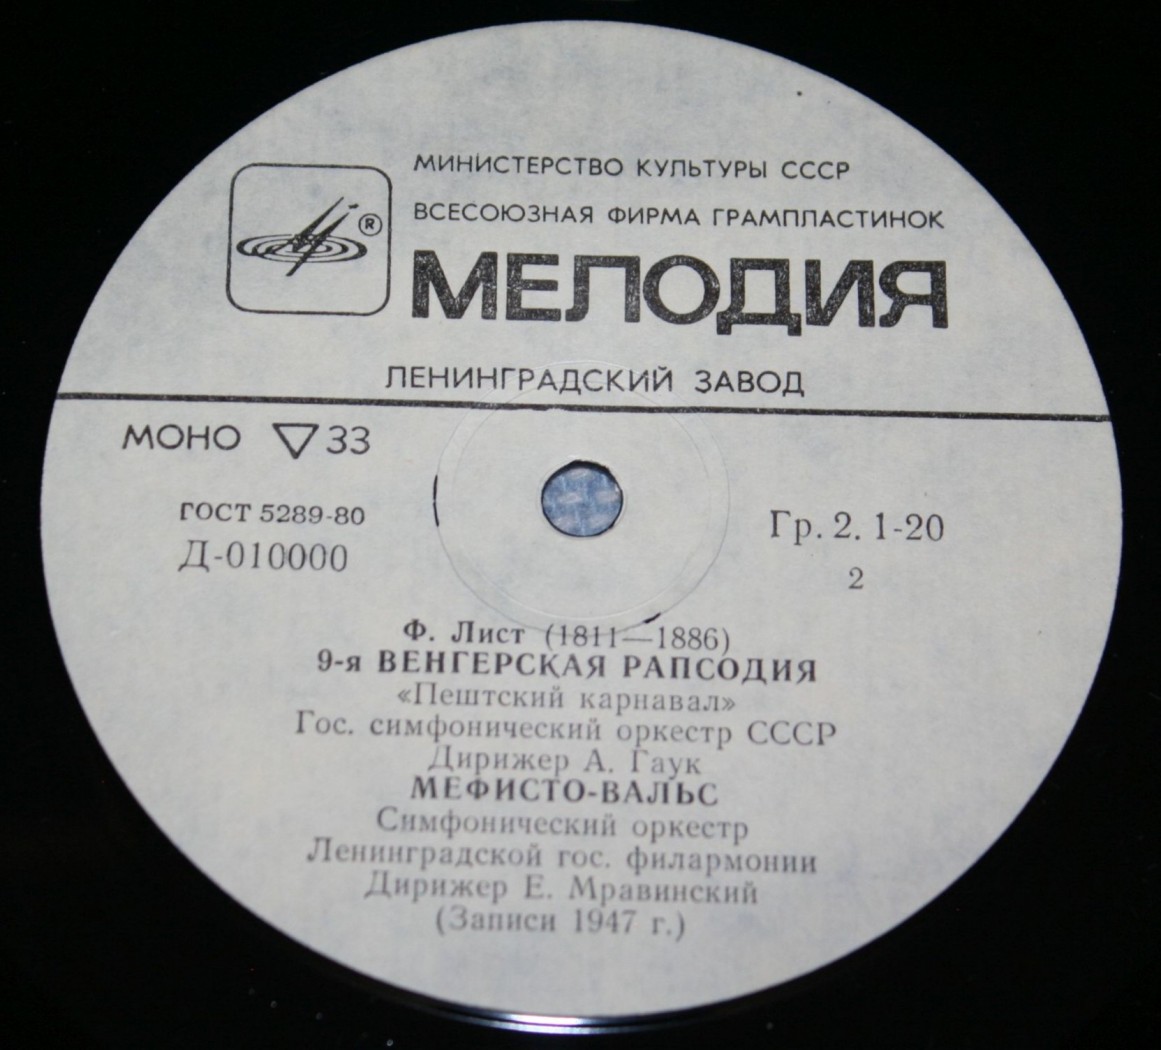 МИНИСТЕРСТВО КУЛЬТУРЫ СССР
®
ВСЕСОЮЗНАЯ ФИРМА ГРАМПЛАСТИНОК
МЕЛОДИЯ
ЛЕНИНГРАДСКИЙ ЗАВОД
МОНО ▽ 33
ГОСТ 5289-80
Д-010000
Гр. 2. 1-20
2
Ф. Лист (1811—1886)
9-я ВЕНГЕРСКАЯ РАПСОДИЯ
«Пештский карнавал»
Гос. симфонический оркестр СССР
Дирижер А. Гаук
МЕФИСТО-ВАЛЬС
Симфонический оркестр
Ленинградской гос. филармонии
Дирижер Е. Мравинский
(Записи 1947 г.)